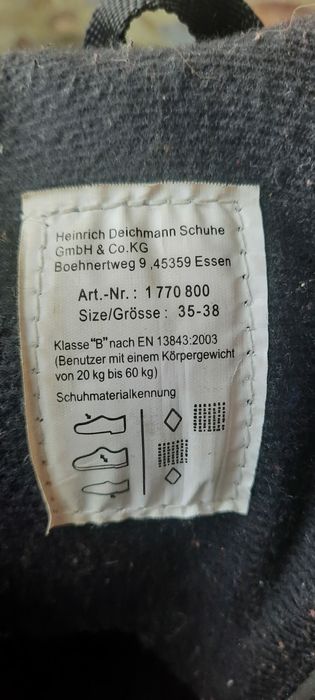 Heinrich Deichmann Schuhe
GmbH & Co.KG
Boehnertweg 9 ,45359 Essen
Art.-Nr. : 1 770 800
Size/Grösse : 35-38
Klasse "B" nach EN 13843:2003
(Benutzer mit einem Körpergewicht
von 20 kg bis 60 kg)
Schuhmaterialkennung